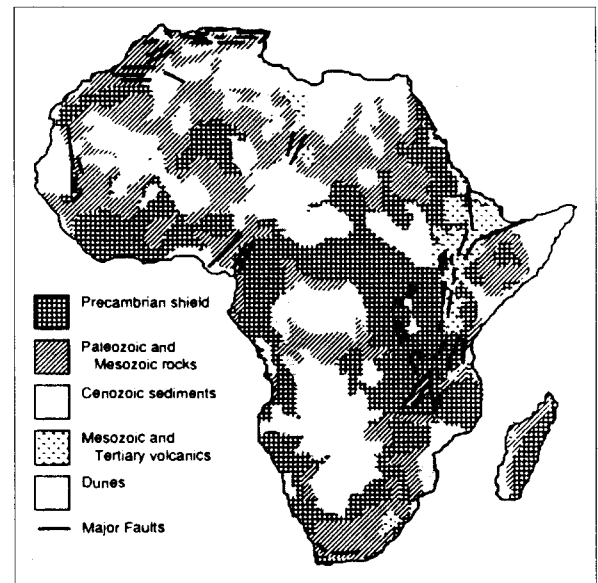 Precambrian shield
Paleozoic and
Mesozoic rocks
Cenozoic sediments
Mesozoic and
Tertiary volcanics
Dunes
Major Faults